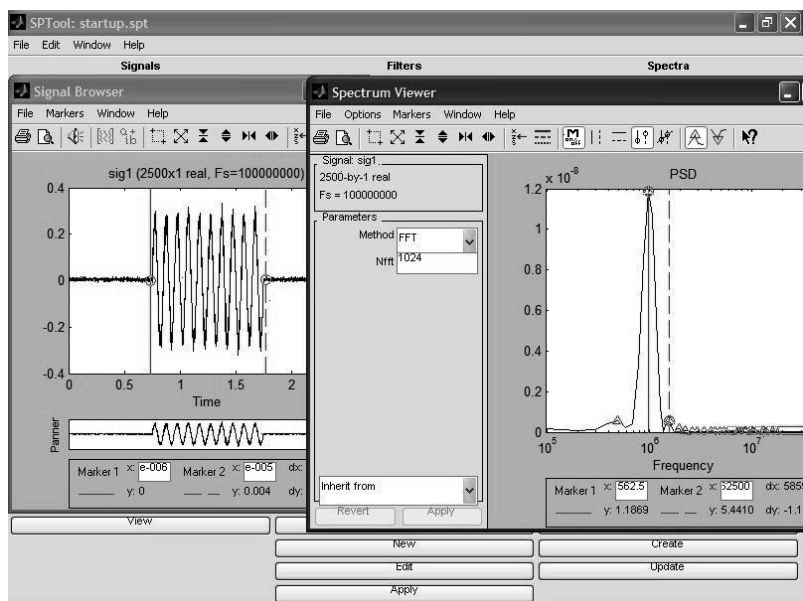 SPTool: startup.spt
File Edit Window Help
Signals Filters Spectra
Signal Browser
File Markers Window Help
sig1 (2500x1 real, Fs=100000000)
0.4
0.2
0
-0.2
-0.4
0 0.5 1 1.5 2
Time
Panner
Marker 1 x: e-006 Marker 2 x: e-005 dx:
y: 0 y: 0.004 dy:
View
Spectrum Viewer
File Options Markers Window Help
Signal: sig1
2500-by-1 real
Fs = 100000000
Parameters
Method FFT
Nfft 1024
Inherit from
Revert Apply
x 10^-8 PSD
1.2
1
0.8
0.6
0.4
0.2
0
10^5 10^6 10^7
Frequency
Marker 1 x: 562.5 Marker 2 x: 62500 dx: 5859
y: 1.1869 y: 5.4410 dy: -1.1
New Create
Edit Update
Apply